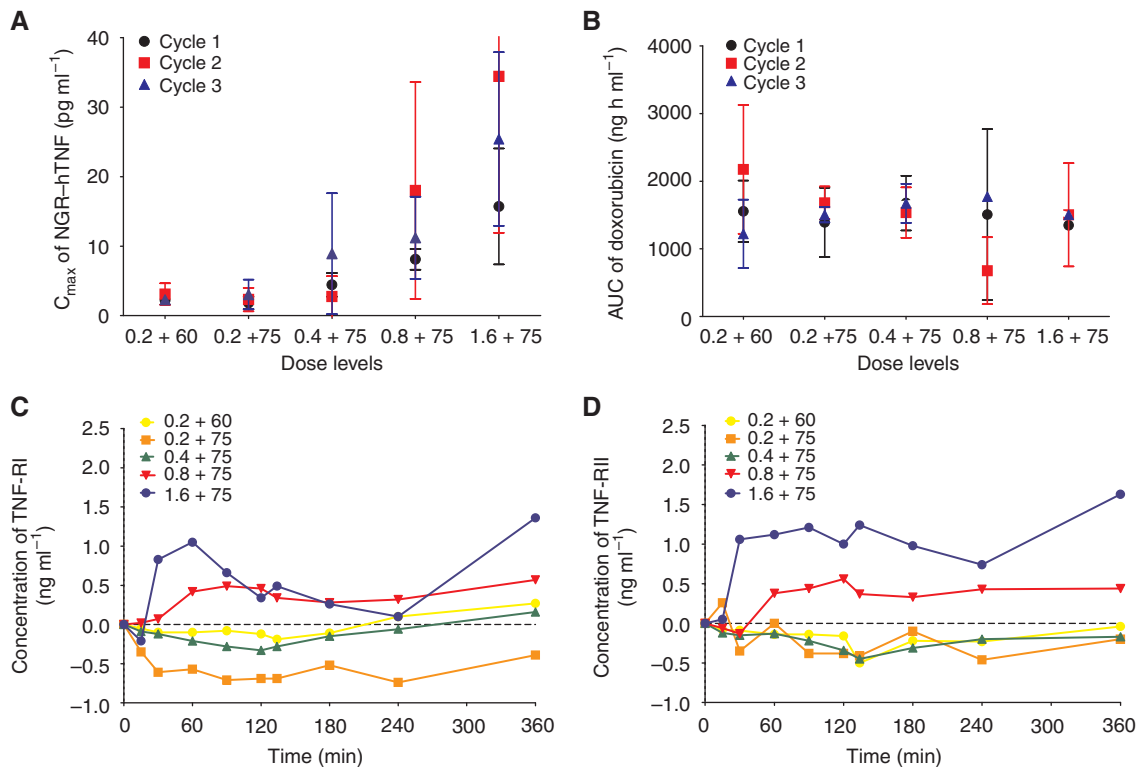 A
C_max of NGR–hTNF (pg ml⁻¹)
40
30
20
10
0
Cycle 1
Cycle 2
Cycle 3
0.2 + 60
0.2 +75
0.4 + 75
0.8 + 75
1.6 + 75
Dose levels
B
AUC of doxorubicin (ng h ml⁻¹)
4000
3000
2000
1000
0
Cycle 1
Cycle 2
Cycle 3
0.2 + 60
0.2 +75
0.4 + 75
0.8 + 75
1.6 + 75
Dose levels
C
Concentration of TNF-RI
(ng ml⁻¹)
2.5
2.0
1.5
1.0
0.5
0.0
−0.5
−1.0
0.2 + 60
0.2 + 75
0.4 + 75
0.8 + 75
1.6 + 75
0
60
120
180
240
300
360
Time (min)
D
Concentration of TNF-RII
(ng ml⁻¹)
2.5
2.0
1.5
1.0
0.5
0.0
−0.5
−1.0
0.2 + 60
0.2 + 75
0.4 + 75
0.8 + 75
1.6 + 75
0
60
120
180
240
300
360
Time (min)